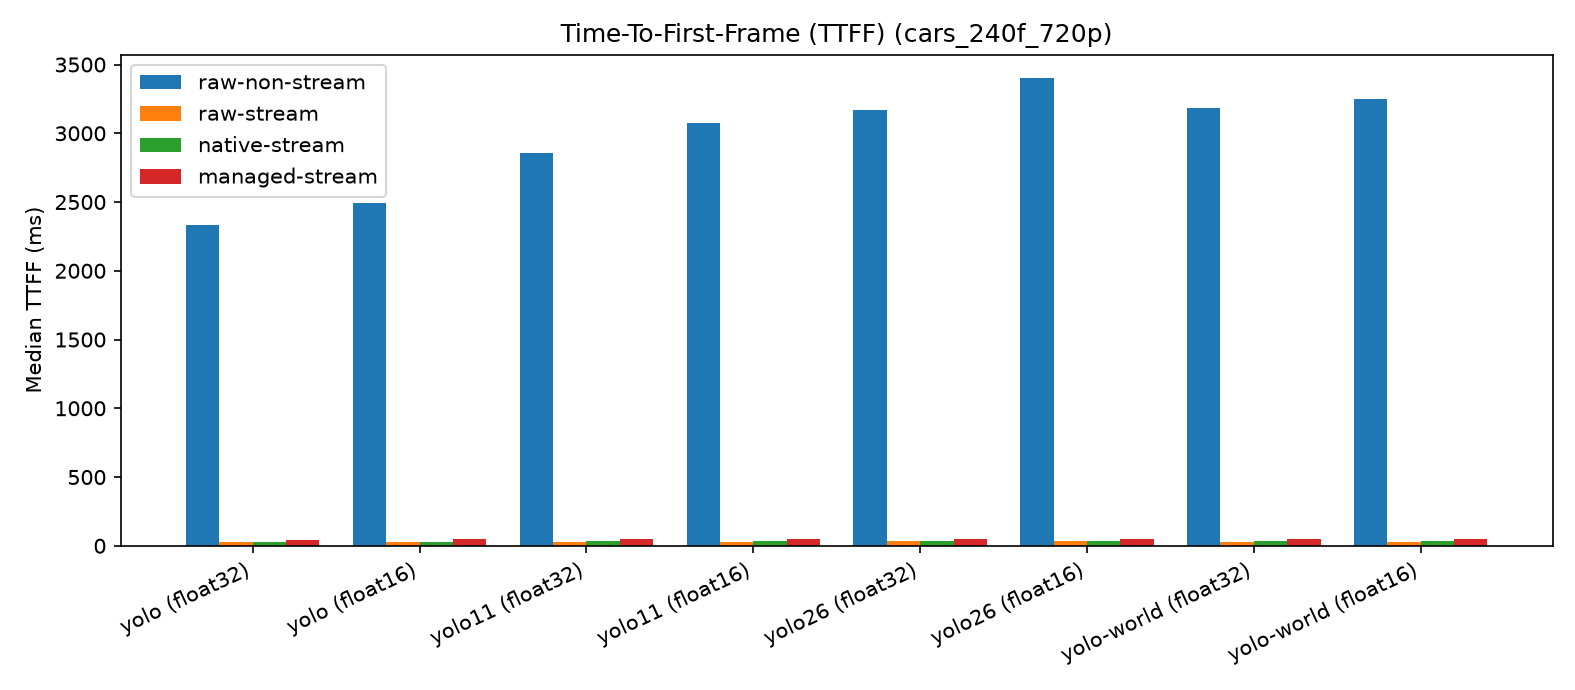 Time-To-First-Frame (TTFF) (cars_240f_720p)
raw-non-stream
raw-stream
native-stream
managed-stream
Median TTFF (ms)
3500
3000
2500
2000
1500
1000
500
0
yolo (float32)
yolo (float16)
yolo11 (float32)
yolo11 (float16)
yolo26 (float32)
yolo26 (float16)
yolo-world (float32)
yolo-world (float16)